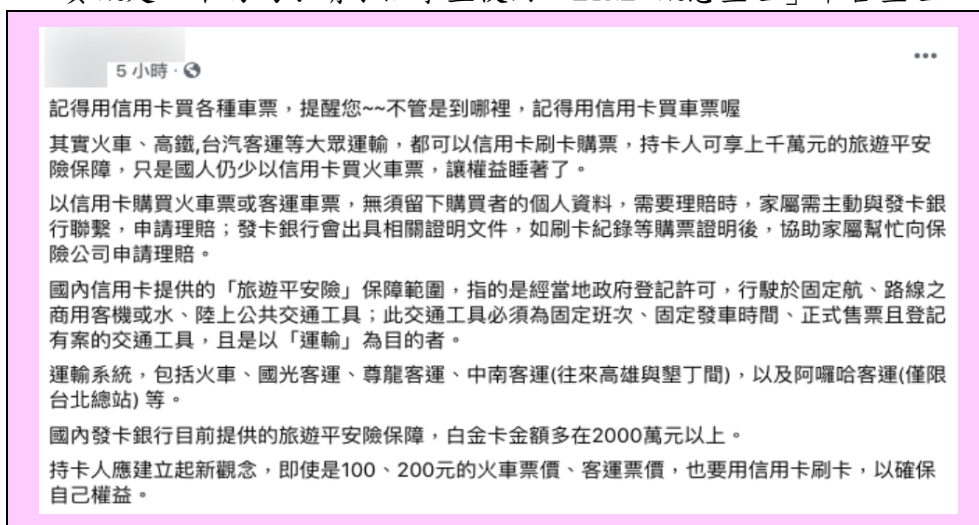 5 小時 ·
記得用信用卡買各種車票，提醒您~~不管是到哪裡，記得用信用卡買車票喔
其實火車、高鐵,台汽客運等大眾運輸，都可以信用卡刷卡購票，持卡人可享上千萬元的旅遊平安
險保障，只是國人仍少以信用卡買火車票，讓權益睡著了。
以信用卡購買火車票或客運車票，無須留下購買者的個人資料，需要理賠時，家屬需主動與發卡銀
行聯繫，申請理賠；發卡銀行會出具相關證明文件，如刷卡紀錄等購票證明後，協助家屬幫忙向保
險公司申請理賠。
國內信用卡提供的「旅遊平安險」保障範圍，指的是經當地政府登記許可，行駛於固定航、路線之
商用客機或水、陸上公共交通工具；此交通工具必須為固定班次、固定發車時間、正式售票且登記
有案的交通工具，且是以「運輸」為目的者。
運輸系統，包括火車、國光客運、尊龍客運、中南客運(往來高雄與墾丁間)，以及阿囉哈客運(僅限
台北總站) 等。
國內發卡銀行目前提供的旅遊平安險保障，白金卡金額多在2000萬元以上。
持卡人應建立起新觀念，即使是100、200元的火車票價、客運票價，也要用信用卡刷卡，以確保
自己權益。